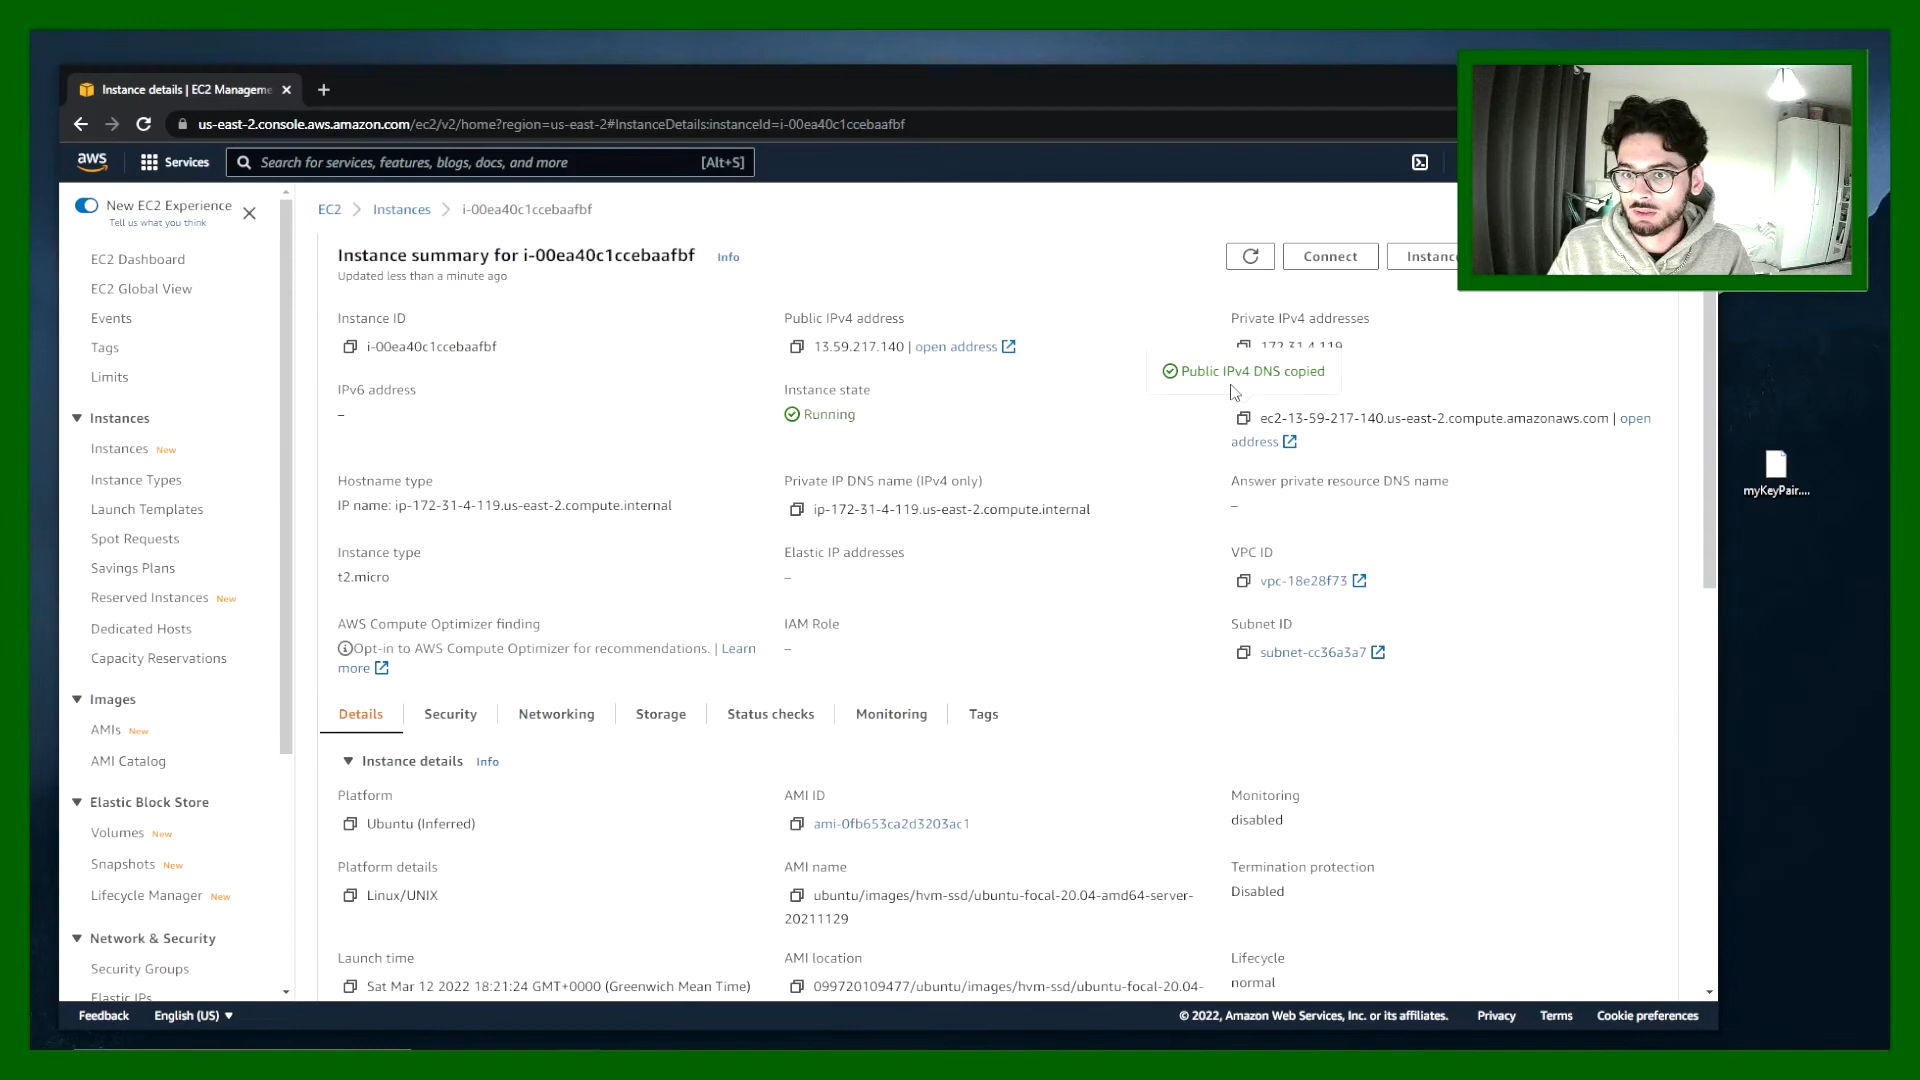 Instance details | EC2 Manageme
us-east-2.console.aws.amazon.com/ec2/v2/home?region=us-east-2#InstanceDetails:instanceId=i-00ea40c1ccebaafbf
aws
Services
Search for services, features, blogs, docs, and more
[Alt+S]
New EC2 Experience
Tell us what you think
EC2 Dashboard
EC2 Global View
Events
Tags
Limits
Instances
Instances New
Instance Types
Launch Templates
Spot Requests
Savings Plans
Reserved Instances New
Dedicated Hosts
Capacity Reservations
Images
AMIs New
AMI Catalog
Elastic Block Store
Volumes New
Snapshots New
Lifecycle Manager New
Network & Security
Security Groups
Elastic IPs
EC2
Instances
i-00ea40c1ccebaafbf
Instance summary for i-00ea40c1ccebaafbf Info
Updated less than a minute ago
Connect
Instanc
Instance ID
i-00ea40c1ccebaafbf
Public IPv4 address
13.59.217.140 | open address
Private IPv4 addresses
172.31.4.119
Public IPv4 DNS copied
IPv6 address
–
Instance state
Running
ec2-13-59-217-140.us-east-2.compute.amazonaws.com | open
address
Hostname type
IP name: ip-172-31-4-119.us-east-2.compute.internal
Private IP DNS name (IPv4 only)
ip-172-31-4-119.us-east-2.compute.internal
Answer private resource DNS name
–
Instance type
t2.micro
Elastic IP addresses
–
VPC ID
vpc-18e28f73
AWS Compute Optimizer finding
Opt-in to AWS Compute Optimizer for recommendations. | Learn
more
IAM Role
–
Subnet ID
subnet-cc36a3a7
Details
Security
Networking
Storage
Status checks
Monitoring
Tags
Instance details Info
Platform
Ubuntu (Inferred)
AMI ID
ami-0fb653ca2d3203ac1
Monitoring
disabled
Platform details
Linux/UNIX
AMI name
ubuntu/images/hvm-ssd/ubuntu-focal-20.04-amd64-server-
20211129
Termination protection
Disabled
Launch time
Sat Mar 12 2022 18:21:24 GMT+0000 (Greenwich Mean Time)
AMI location
099720109477/ubuntu/images/hvm-ssd/ubuntu-focal-20.04-
Lifecycle
normal
myKeyPair....
Feedback
English (US)
© 2022, Amazon Web Services, Inc. or its affiliates.
Privacy
Terms
Cookie preferences